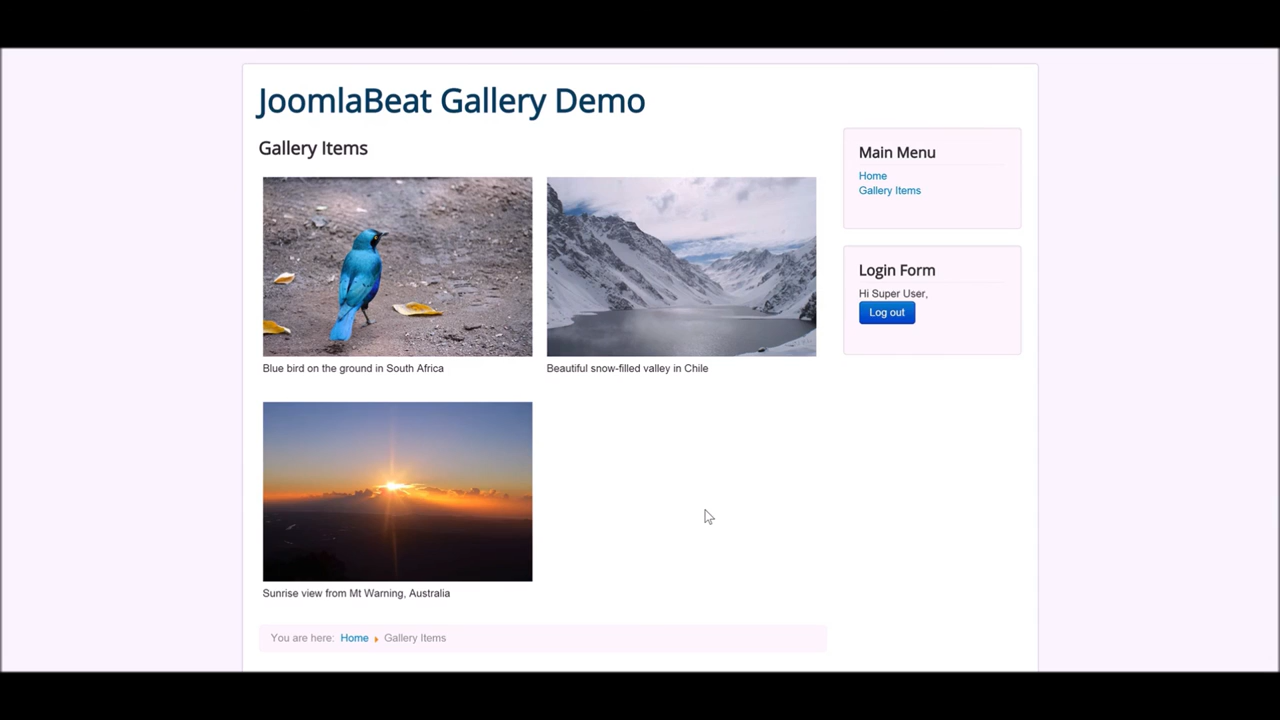 JoomlaBeat Gallery Demo
Gallery Items
Blue bird on the ground in South Africa
Beautiful snow-filled valley in Chile
Sunrise view from Mt Warning, Australia
You are here: Home Gallery Items
Main Menu
Home
Gallery Items
Login Form
Hi Super User,
Log out